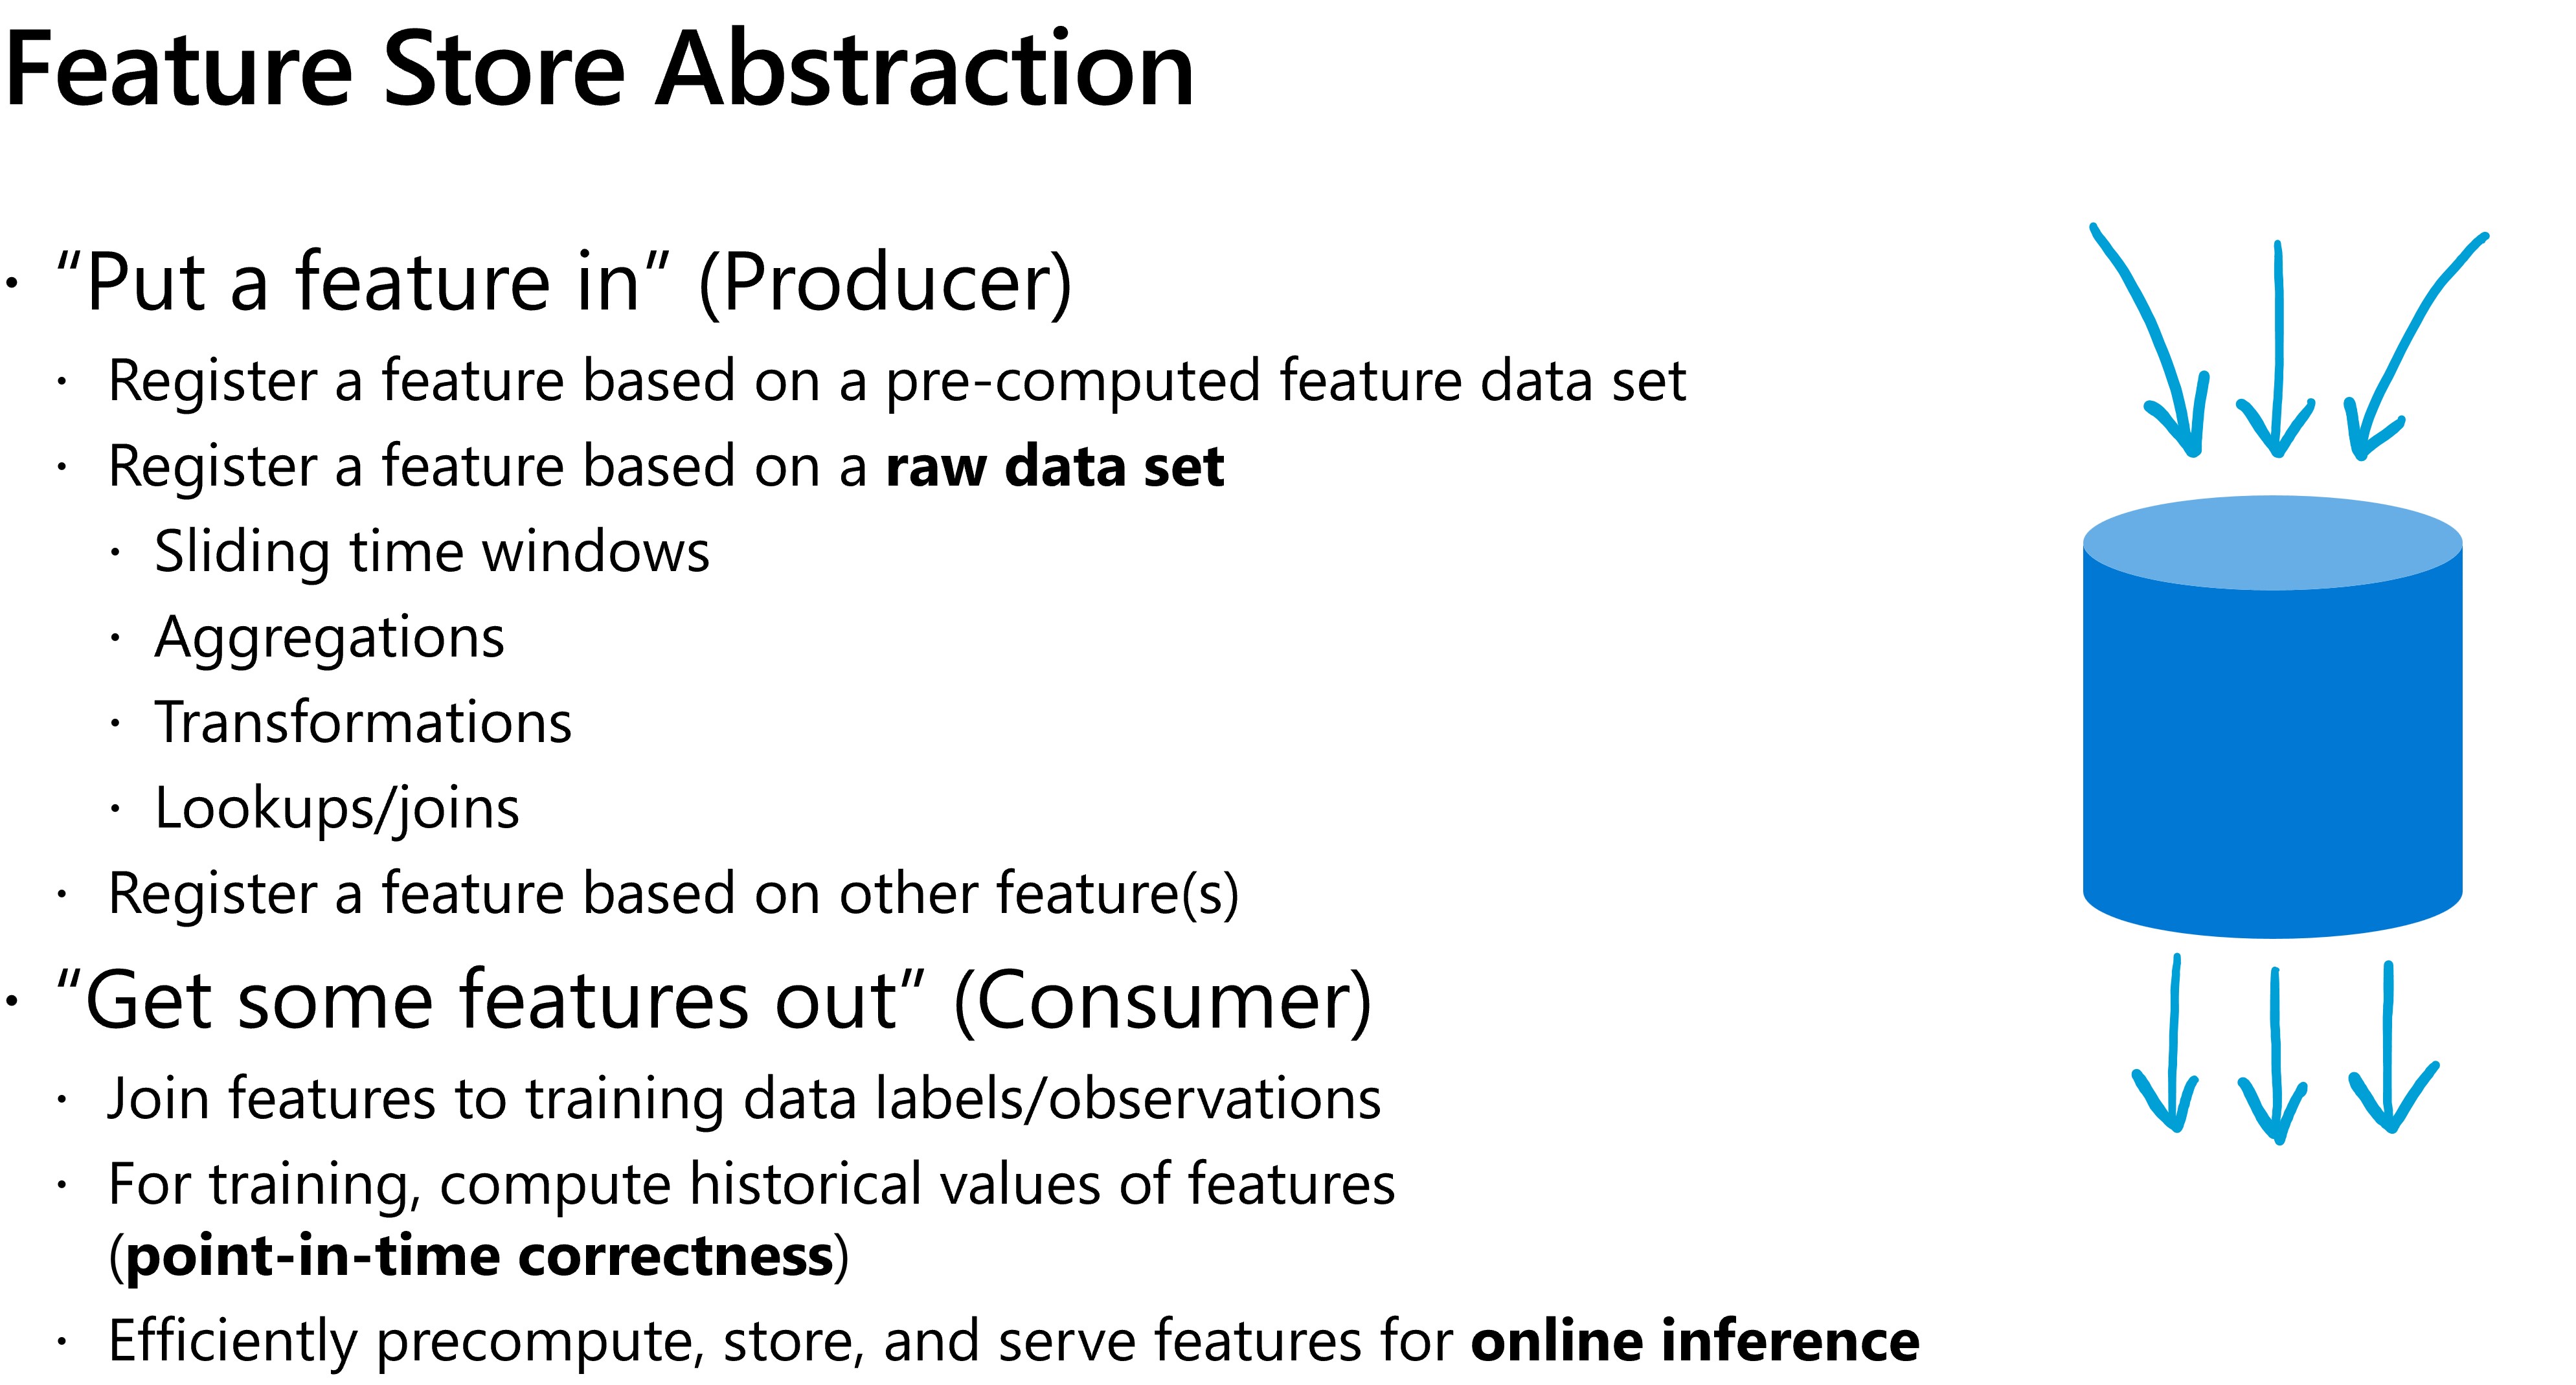 Feature Store Abstraction
· “Put a feature in” (Producer)
· Register a feature based on a pre-computed feature data set
· Register a feature based on a raw data set
· Sliding time windows
· Aggregations
· Transformations
· Lookups/joins
· Register a feature based on other feature(s)
· “Get some features out” (Consumer)
· Join features to training data labels/observations
· For training, compute historical values of features
(point-in-time correctness)
· Efficiently precompute, store, and serve features for online inference